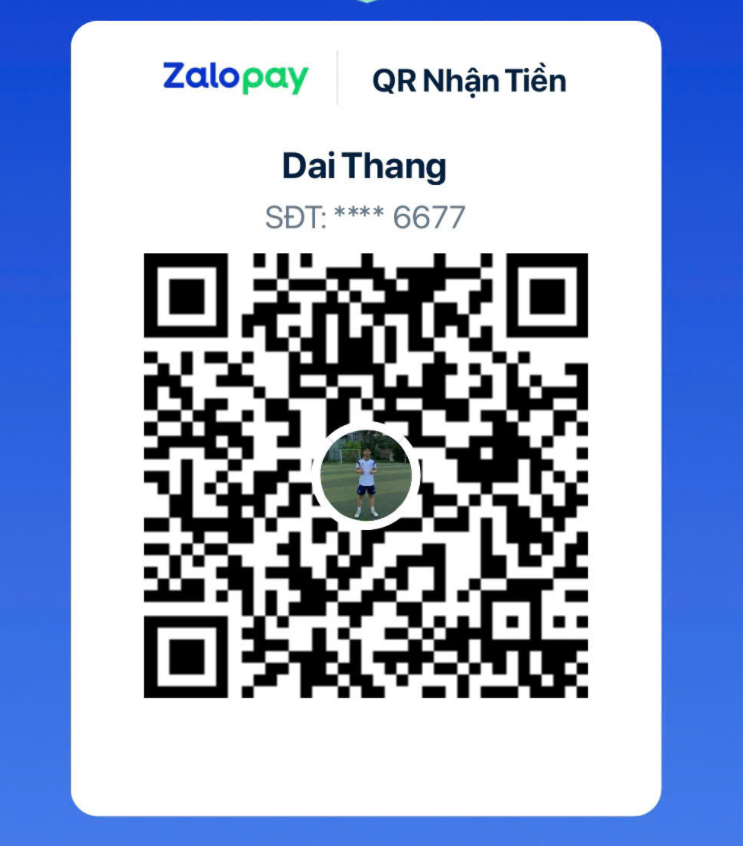 Zalopay
QR Nhận Tiền
Dai Thang
SĐT: **** 6677